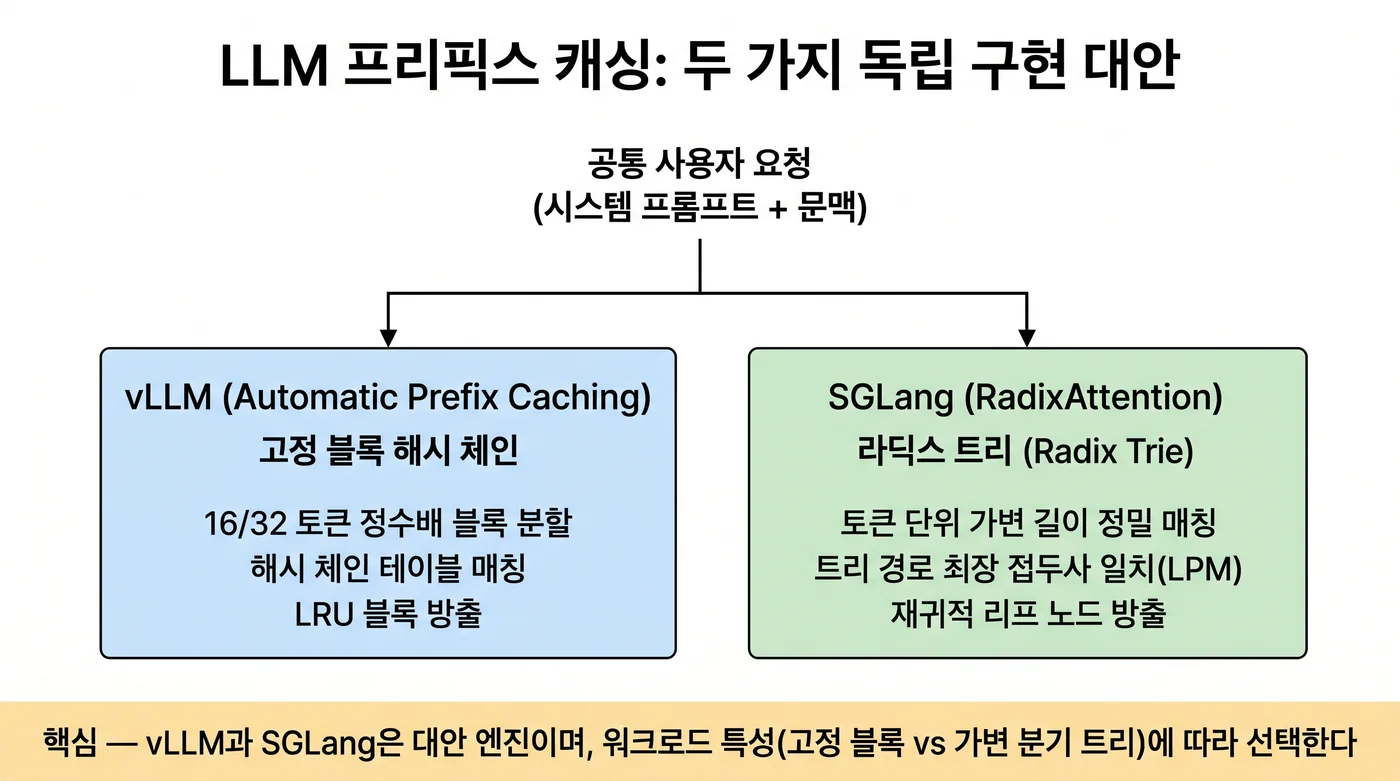 LLM 프리픽스 캐싱: 두 가지 독립 구현 대안
공통 사용자 요청
(시스템 프롬프트 + 문맥)
vLLM (Automatic Prefix Caching)
고정 블록 해시 체인
16/32 토큰 정수배 블록 분할
해시 체인 테이블 매칭
LRU 블록 방출
SGLang (RadixAttention)
라딕스 트리 (Radix Trie)
토큰 단위 가변 길이 정밀 매칭
트리 경로 최장 접두사 일치(LPM)
재귀적 리프 노드 방출
핵심 — vLLM과 SGLang은 대안 엔진이며, 워크로드 특성(고정 블록 vs 가변 분기 트리)에 따라 선택한다